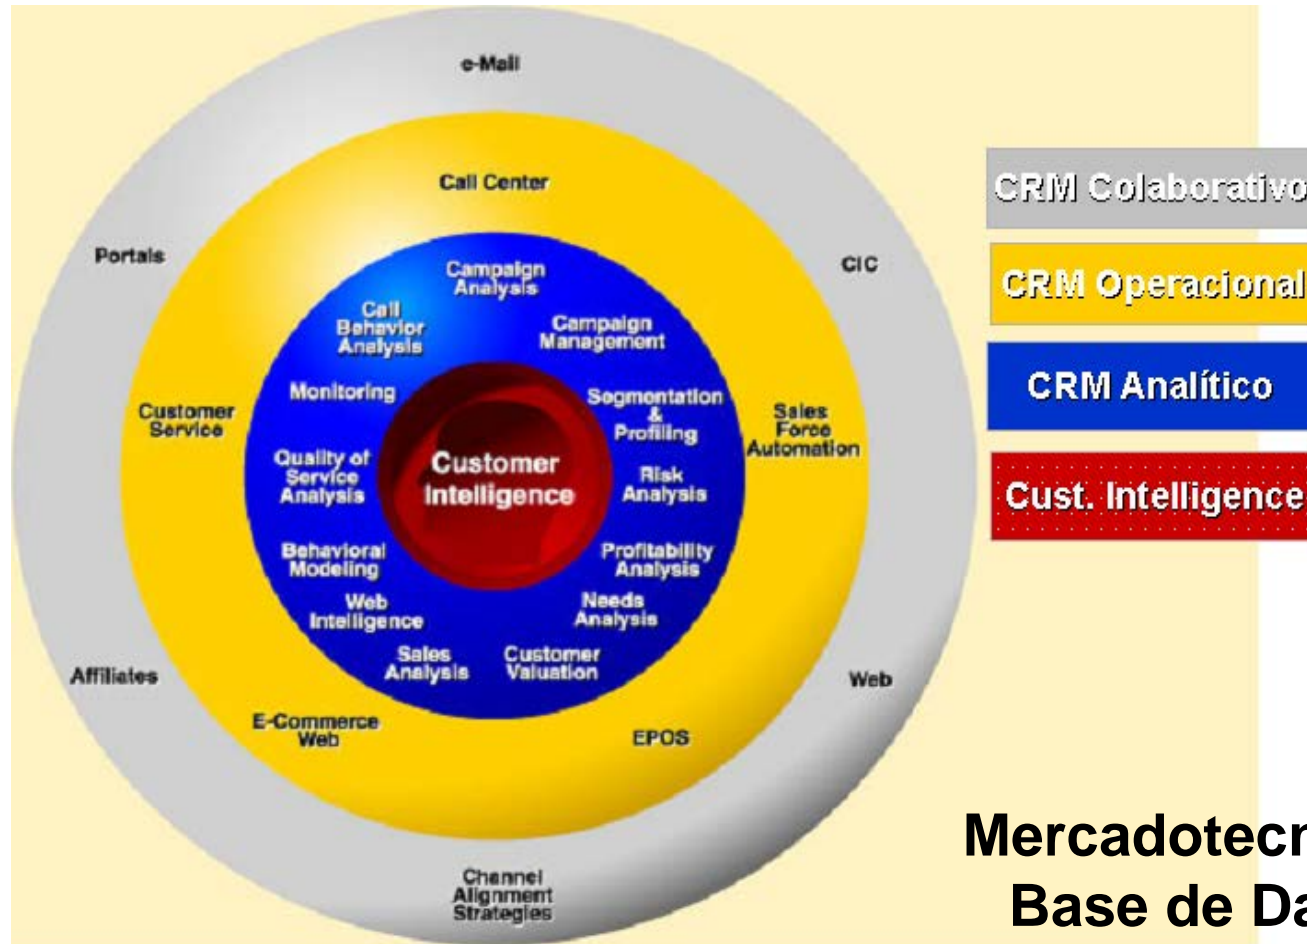 e-Mail
Call Center
Portals
CIC
Campaign
Analysis
Call
Behavior
Analysis
Campaign
Management
Monitoring
Segmentation
&
Profiling
Customer
Service
Sales
Force
Automation
Quality of
Service
Analysis
Customer
Intelligence
Risk
Analysis
Behavioral
Modeling
Profitability
Analysis
Web
Intelligence
Needs
Analysis
Sales
Analysis
Customer
Valuation
Affiliates
Web
E-Commerce
Web
EPOS
Channel
Alignment
Strategies
CRM Colaborativo
CRM Operacional
CRM Analítico
Cust. Intelligence
Base de